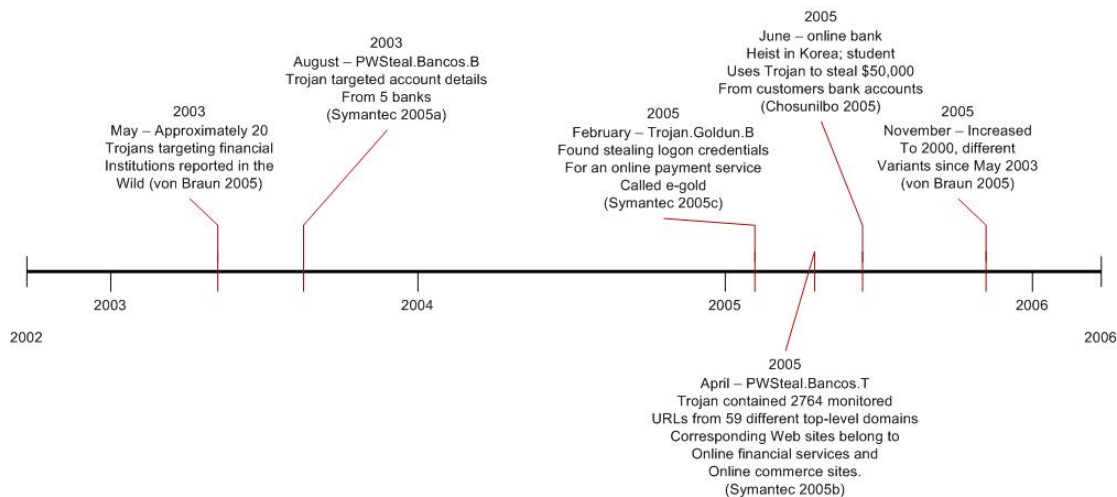 2003
May – Approximately 20
Trojans targeting financial
Institutions reported in the
Wild (von Braun 2005)
2003
August – PWSteal.Bancos.B
Trojan targeted account details
From 5 banks
(Symantec 2005a)
2005
February – Trojan.Goldun.B
Found stealing logon credentials
For an online payment service
Called e-gold
(Symantec 2005c)
2005
June – online bank
Heist in Korea; student
Uses Trojan to steal $50,000
From customers bank accounts
(Chosunilbo 2005)
2005
November – Increased
To 2000, different
Variants since May 2003
(von Braun 2005)
2003
2004
2005
2006
2002
2006
2005
April – PWSteal.Bancos.T
Trojan contained 2764 monitored
URLs from 59 different top-level domains
Corresponding Web sites belong to
Online financial services and
Online commerce sites.
(Symantec 2005b)